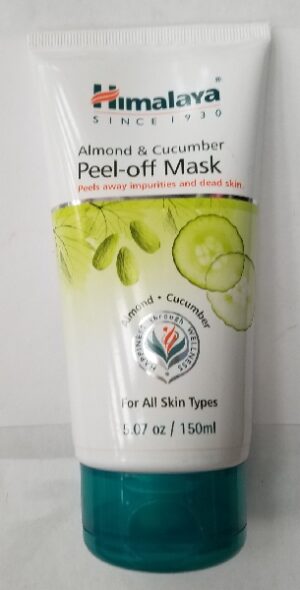 Himalaya®
SINCE 1930
Almond & Cucumber
Peel-off Mask
Peels away impurities and dead skin
Almond • Cucumber
HAPPINESS through WELLNESS
For All Skin Types
5.07 oz / 150ml